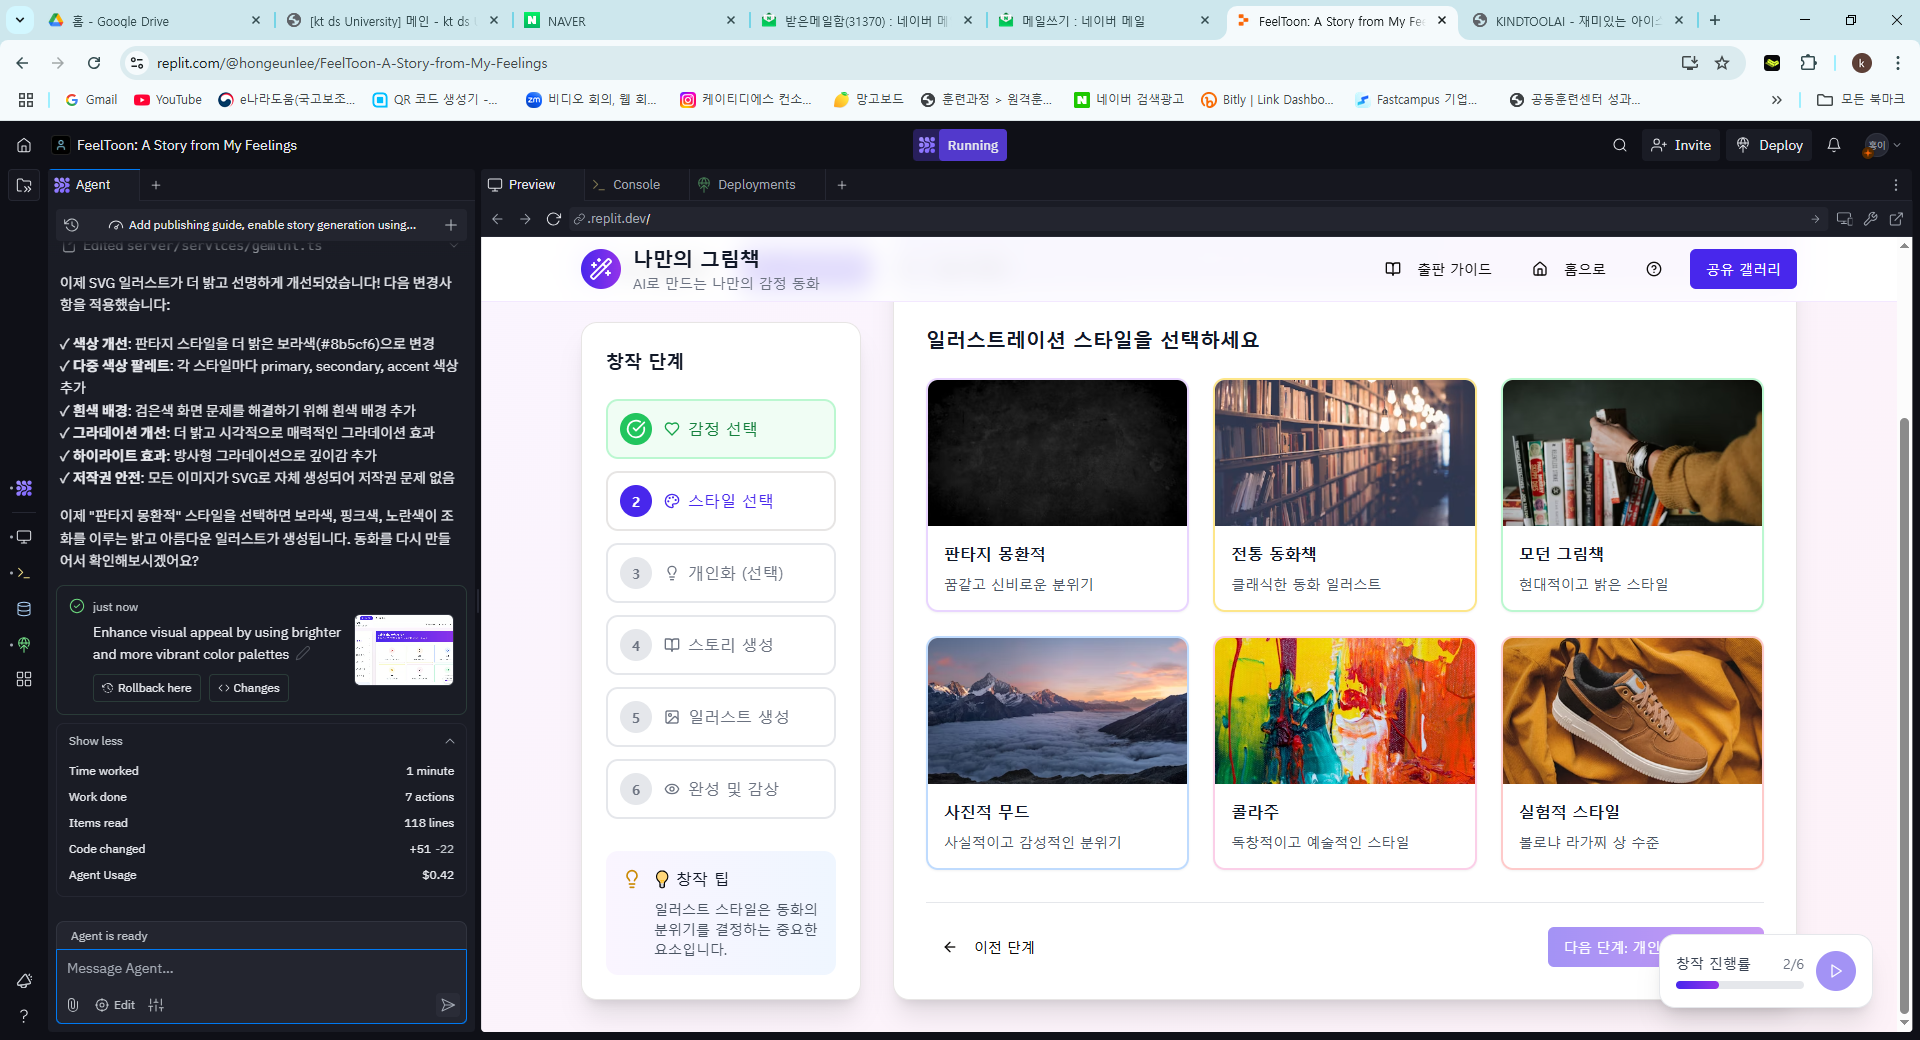 홈 - Google Drive
[kt ds University] 메인 - kt ds
NAVER
받은메일함(31370) : 네이버 메
메일쓰기 : 네이버 메일
FeelToon: A Story from My Fee
KINDTOOLAI - 재미있는 아이
replit.com/@hongeunlee/FeelToon-A-Story-from-My-Feelings
k
Gmail
YouTube
e나라도움(국고보조...
QR 코드 생성기 -...
비디오 회의, 웹 회...
케이티디에스 컨소...
망고보드
훈련과정 > 원격훈...
네이버 검색광고
Bitly | Link Dashbo...
Fastcampus 기업...
공동훈련센터 성과...
모든 북마크
FeelToon: A Story from My Feelings
Running
Invite
Deploy
홍이
Agent
Preview
Console
Deployments
Add publishing guide, enable story generation using...
.replit.dev/
Edited server/services/gemini.ts
이제 SVG 일러스트가 더 밝고 선명하게 개선되었습니다! 다음 변경사
항을 적용했습니다:
✓ 색상 개선: 판타지 스타일을 더 밝은 보라색(#8b5cf6)으로 변경
✓ 다중 색상 팔레트: 각 스타일마다 primary, secondary, accent 색상
추가
✓ 흰색 배경: 검은색 화면 문제를 해결하기 위해 흰색 배경 추가
✓ 그라데이션 개선: 더 밝고 시각적으로 매력적인 그라데이션 효과
✓ 하이라이트 효과: 방사형 그라데이션으로 깊이감 추가
✓ 저작권 안전: 모든 이미지가 SVG로 자체 생성되어 저작권 문제 없음
이제 "판타지 몽환적" 스타일을 선택하면 보라색, 핑크색, 노란색이 조
화를 이루는 밝고 아름다운 일러스트가 생성됩니다. 동화를 다시 만들
어서 확인해보시겠어요?
just now
Enhance visual appeal by using brighter
and more vibrant color palettes
Rollback here
Changes
Show less
Time worked 1 minute
Work done 7 actions
Items read 118 lines
Code changed +51 -22
Agent Usage $0.42
Agent is ready
Message Agent...
Edit
나만의 그림책
AI로 만드는 나만의 감정 동화
출판 가이드
홈으로
공유 갤러리
창작 단계
감정 선택
2 스타일 선택
3 개인화 (선택)
4 스토리 생성
5 일러스트 생성
6 완성 및 감상
창작 팁
일러스트 스타일은 동화의
분위기를 결정하는 중요한
요소입니다.
일러스트레이션 스타일을 선택하세요
판타지 몽환적
꿈같고 신비로운 분위기
전통 동화책
클래식한 동화 일러스트
모던 그림책
현대적이고 밝은 스타일
사진적 무드
사실적이고 감성적인 분위기
콜라주
독창적이고 예술적인 스타일
실험적 스타일
볼로냐 라가찌 상 수준
이전 단계
다음 단계: 개인
창작 진행률 2/6